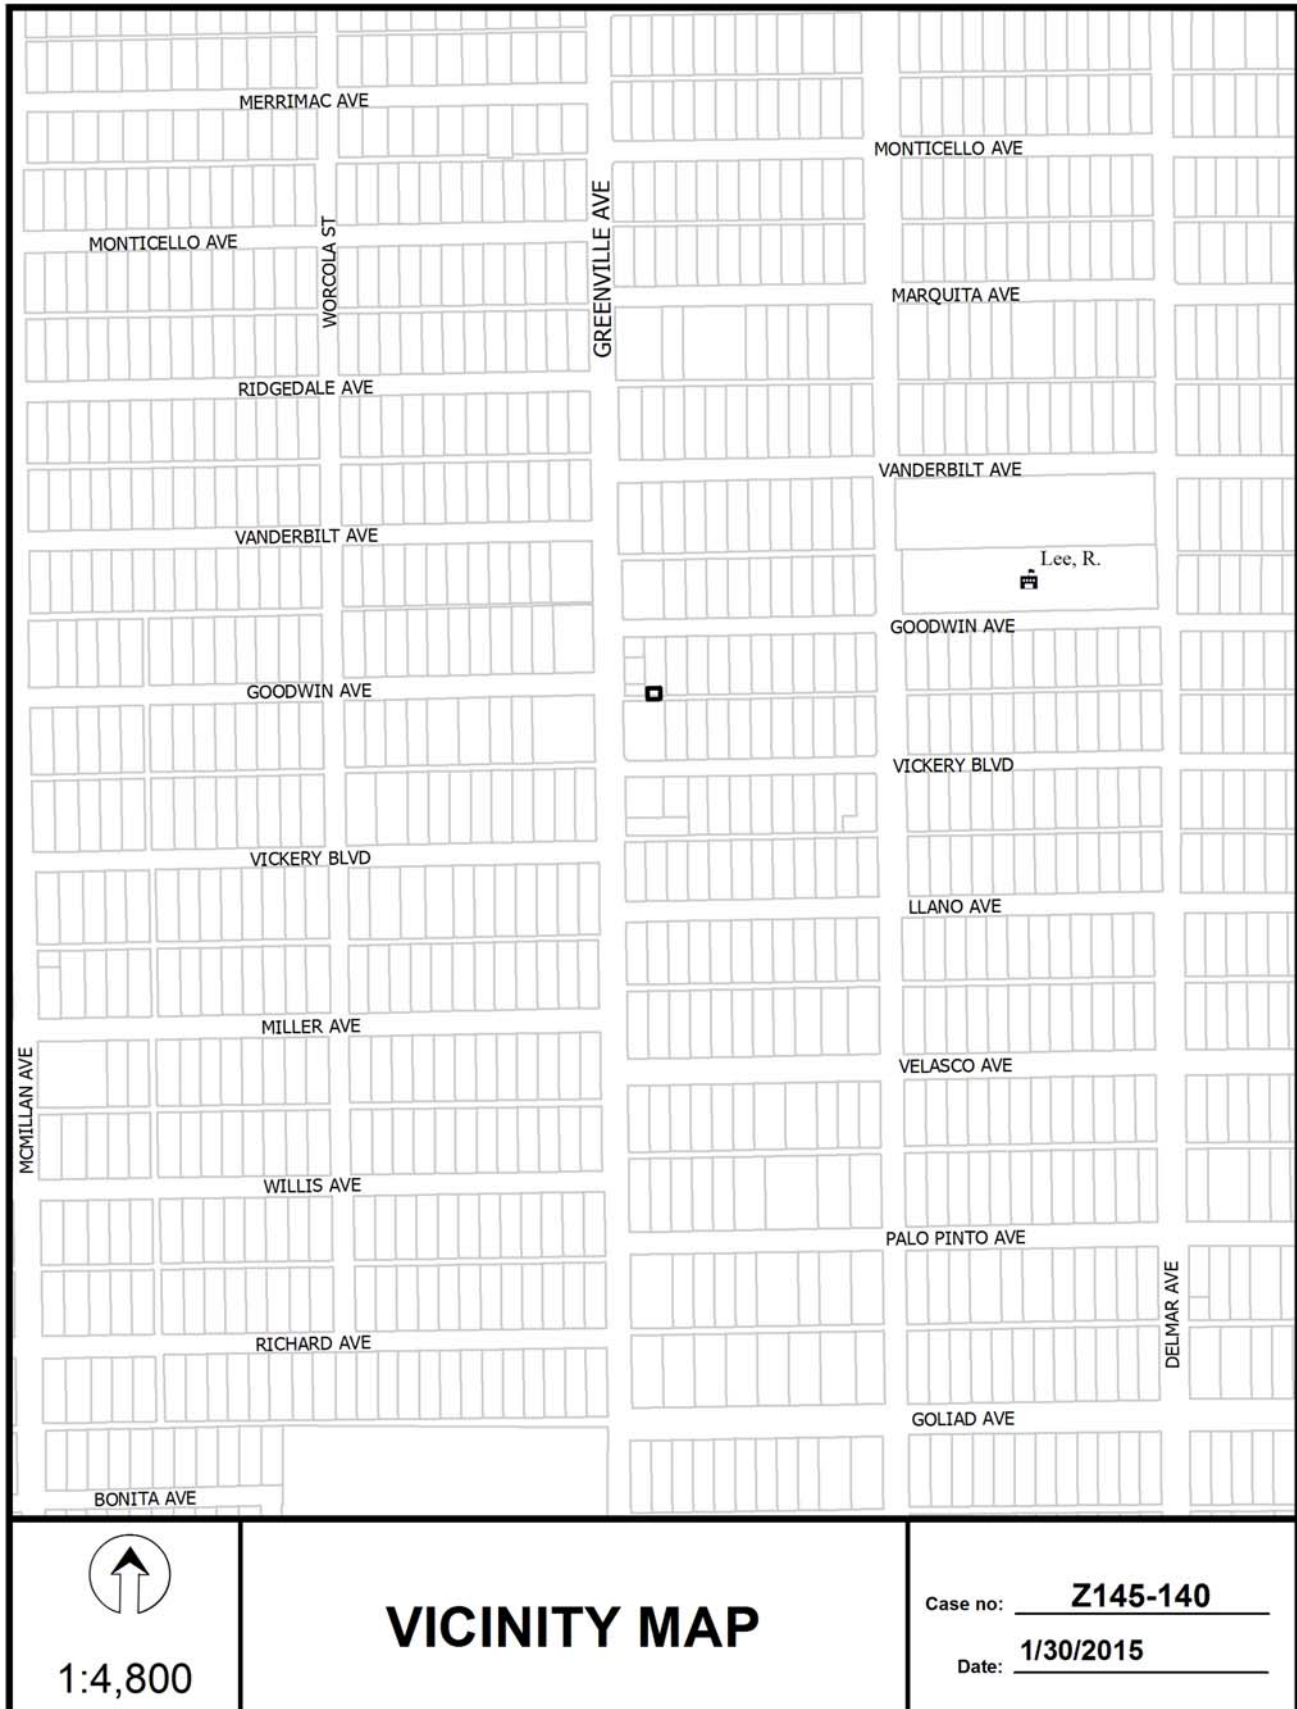 MERRIMAC AVE
MONTICELLO AVE
GREENVILLE AVE
WORCOLA ST
MONTICELLO AVE
MARQUITA AVE
RIDGEDALE AVE
VANDERBILT AVE
VANDERBILT AVE
Lee, R.
GOODWIN AVE
GOODWIN AVE
VICKERY BLVD
VICKERY BLVD
LLANO AVE
MILLER AVE
MCMILLAN AVE
VELASCO AVE
WILLIS AVE
PALO PINTO AVE
DELMAR AVE
RICHARD AVE
GOLIAD AVE
BONITA AVE
1:4,800
VICINITY MAP
Case no: Z145-140
Date: 1/30/2015